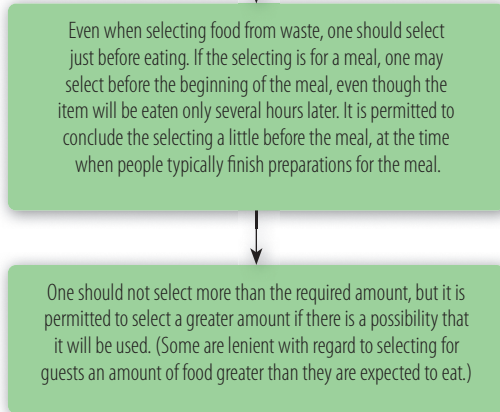 Even when selecting food from waste, one should select
just before eating. If the selecting is for a meal, one may
select before the beginning of the meal, even though the
item will be eaten only several hours later. It is permitted to
conclude the selecting a little before the meal, at the time
when people typically finish preparations for the meal.
One should not select more than the required amount, but it is
permitted to select a greater amount if there is a possibility that
it will be used. (Some are lenient with regard to selecting for
guests an amount of food greater than they are expected to eat.)